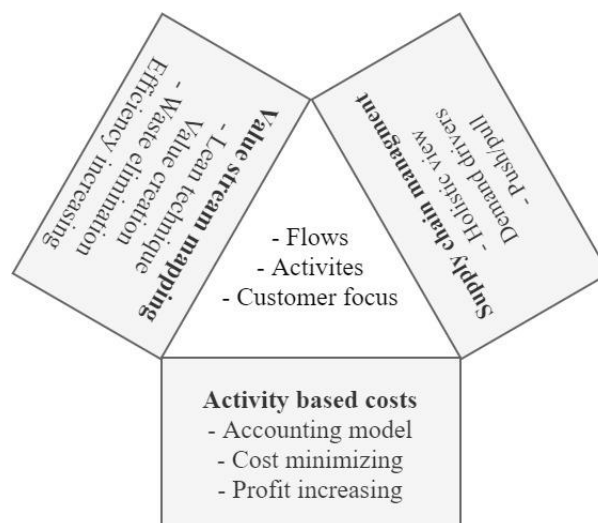 Value stream mapping
- Lean technique
Value creation
- Waste elimination
Efficiency increasing
Supply chain managment
- Holistic view
Demand drivers
- Push/pull
- Flows
- Activites
- Customer focus
Activity based costs
- Accounting model
- Cost minimizing
- Profit increasing